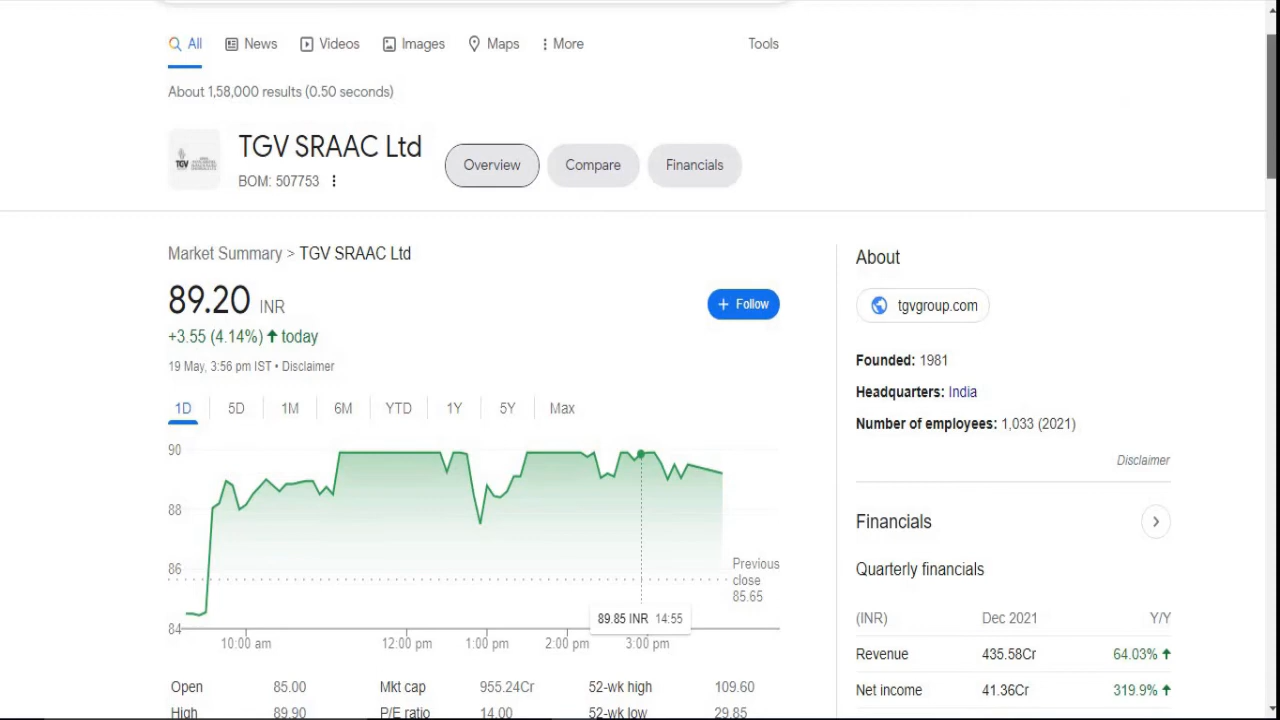 All News Videos Images Maps More Tools
About 1,58,000 results (0.50 seconds)
TGV SRAAC Ltd
BOM: 507753
Overview Compare Financials
TGV
Market Summary > TGV SRAAC Ltd
89.20 INR
+ Follow
+3.55 (4.14%) ↑ today
19 May, 3:56 pm IST • Disclaimer
1D 5D 1M 6M YTD 1Y 5Y Max
90
88
86
84
Previous
close
85.65
89.85 INR 14:55
10:00 am 12:00 pm 1:00 pm 2:00 pm 3:00 pm
Open 85.00 Mkt cap 955.24Cr 52-wk high 109.60
High 89.90 P/E ratio 14.00 52-wk low 29.85
About
tgvgroup.com
Founded: 1981
Headquarters: India
Number of employees: 1,033 (2021)
Disclaimer
Financials
Quarterly financials
(INR) Dec 2021 Y/Y
Revenue 435.58Cr 64.03% ↑
Net income 41.36Cr 319.9% ↑